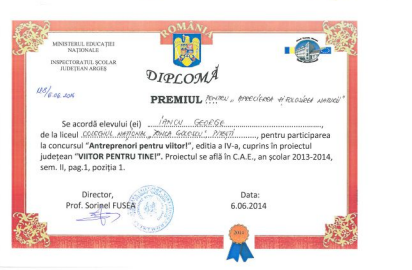 ROMÂNIA
MINISTERUL EDUCAȚIEI
NAȚIONALE
INSPECTORATUL ȘCOLAR
JUDEȚEAN ARGEȘ
DIPLOMĂ
PREMIUL PENTRU „APRECIEREA ȘI FOLOSIREA NATURII"
Se acordă elevului (ei) IANCU GEORGE
de la liceul COLEGIUL NAȚIONAL „ZINCA GOLESCU" PITEȘTI, pentru participarea
la concursul "Antreprenori pentru viitor!", editia a IV-a, cuprins în proiectul
județean "VIITOR PENTRU TINE!". Proiectul se află în C.A.E., an școlar 2013-2014,
sem. II, pag.1, poziția 1.
Director,
Data:
Prof. Sorinel FUSEA
6.06.2014